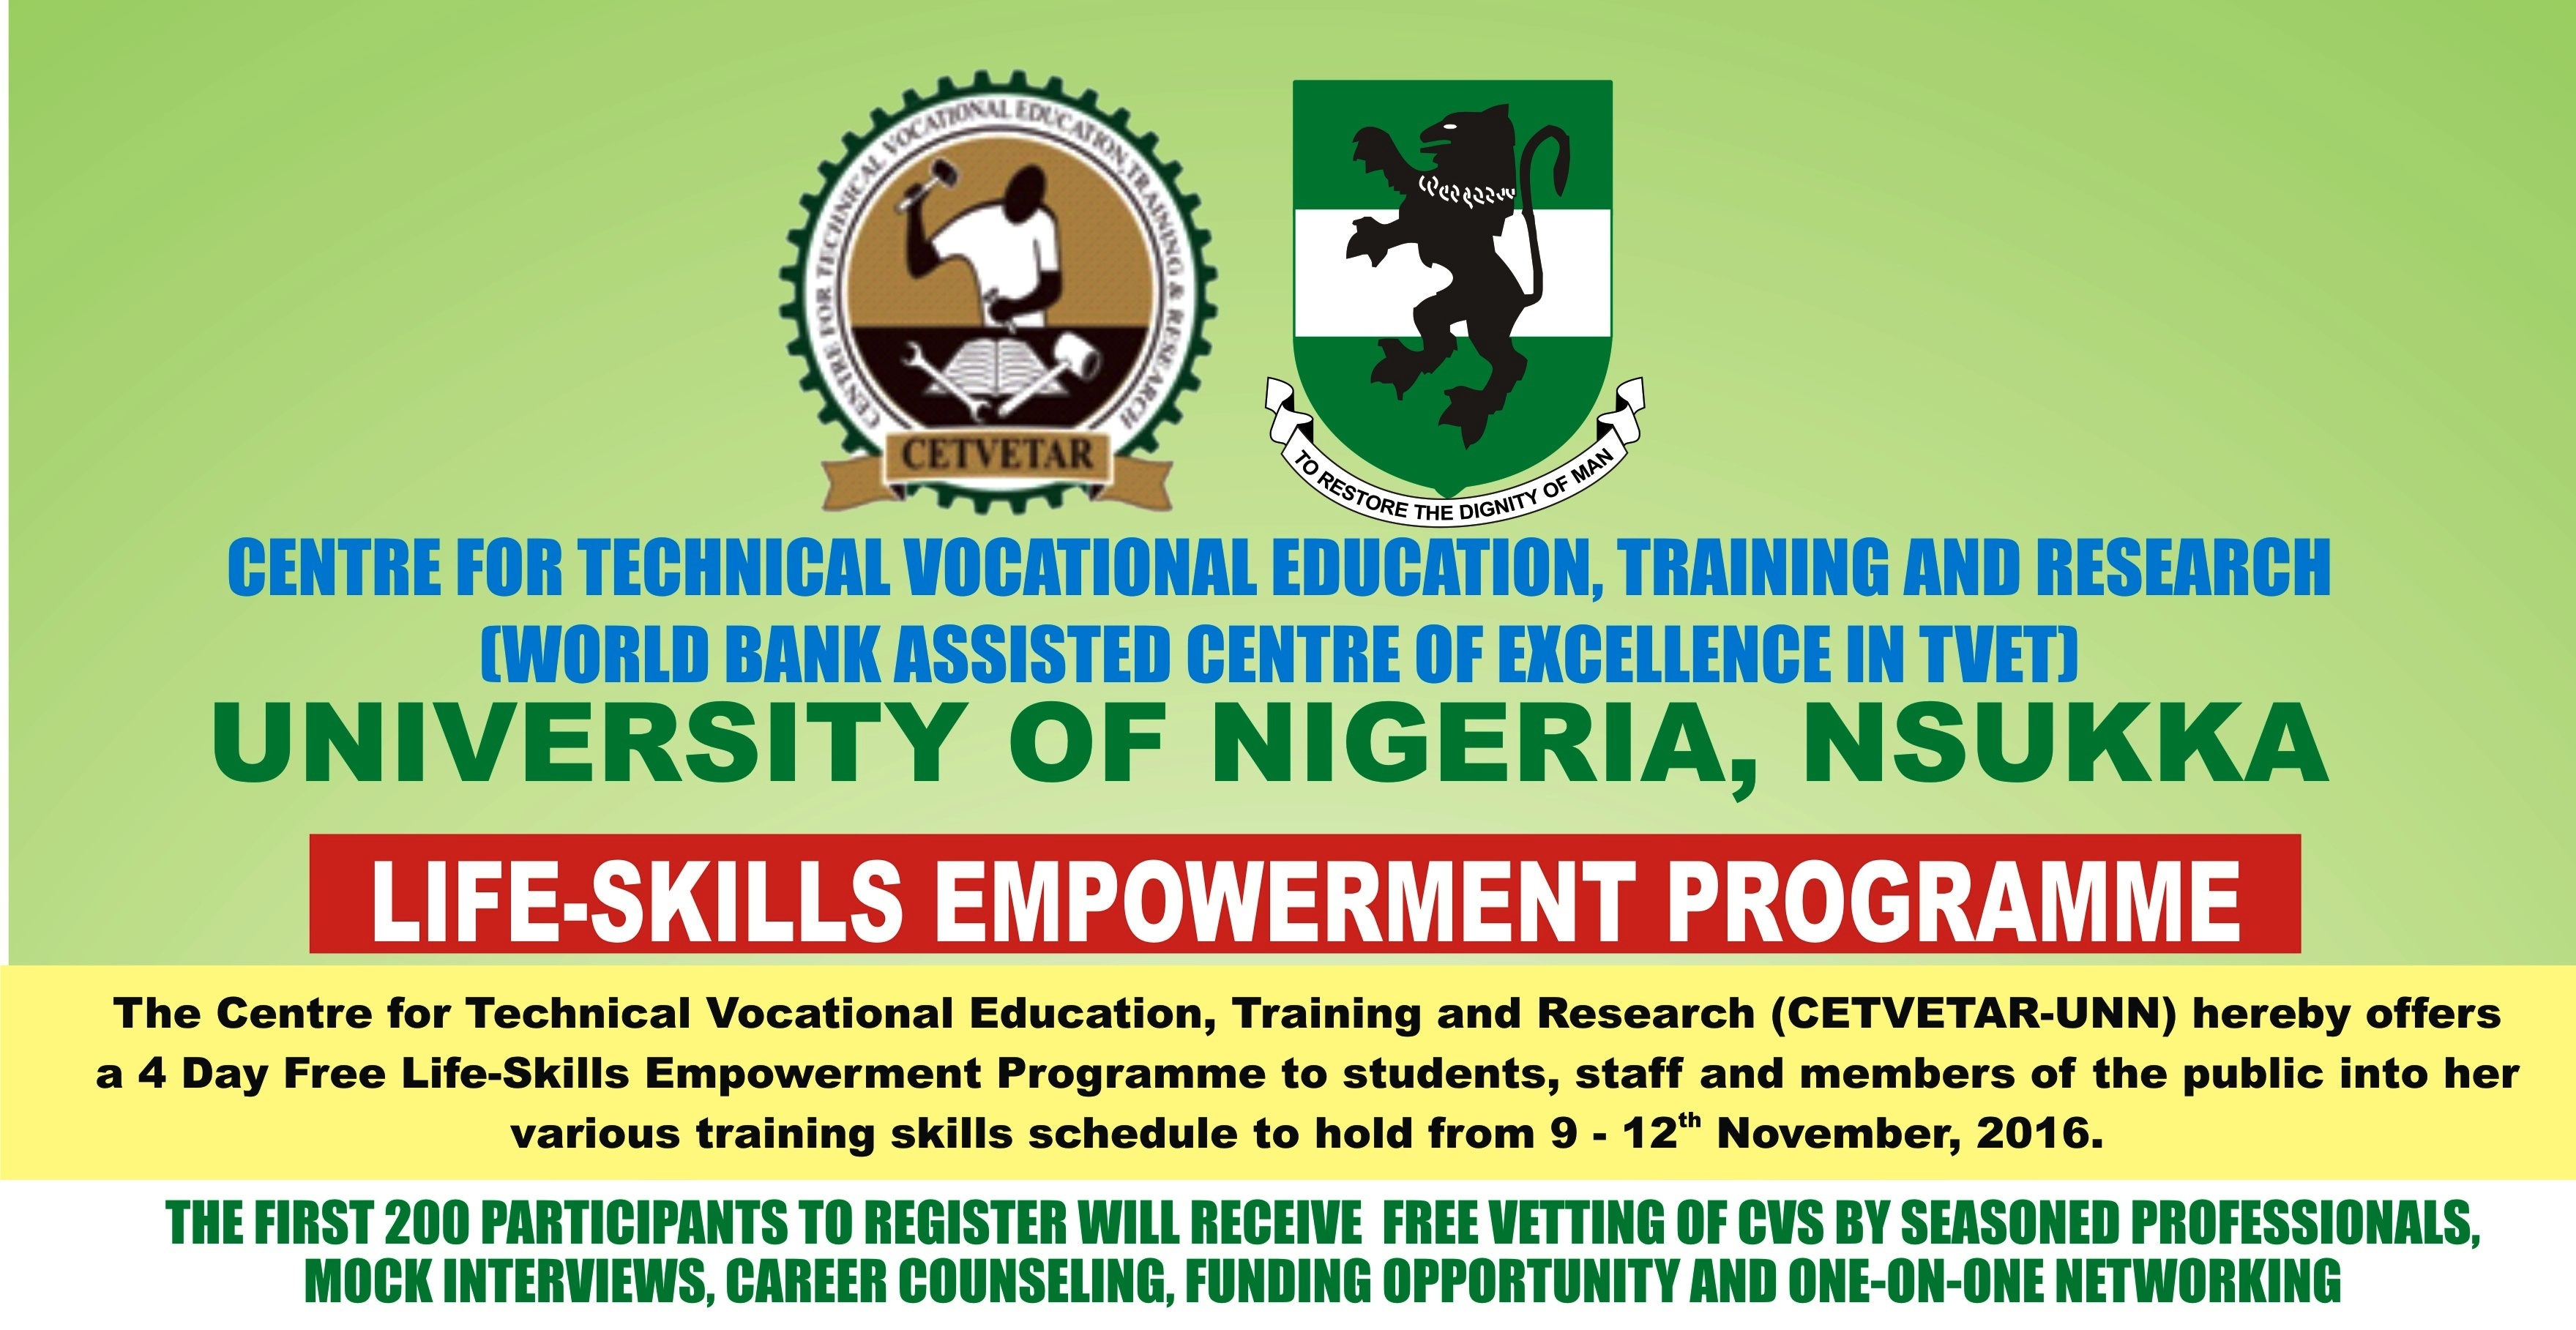 CENTRE FOR TECHNICAL VOCATIONAL EDUCATION, TRAINING & RESEARCH
CETVETAR
TO RESTORE THE DIGNITY OF MAN
CENTRE FOR TECHNICAL VOCATIONAL EDUCATION, TRAINING AND RESEARCH
(WORLD BANK ASSISTED CENTRE OF EXCELLENCE IN TVET)
UNIVERSITY OF NIGERIA, NSUKKA
LIFE-SKILLS EMPOWERMENT PROGRAMME
The Centre for Technical Vocational Education, Training and Research (CETVETAR-UNN) hereby offers
a 4 Day Free Life-Skills Empowerment Programme to students, staff and members of the public into her
various training skills schedule to hold from 9 - 12th November, 2016.
THE FIRST 200 PARTICIPANTS TO REGISTER WILL RECEIVE FREE VETTING OF CVS BY SEASONED PROFESSIONALS,
MOCK INTERVIEWS, CAREER COUNSELING, FUNDING OPPORTUNITY AND ONE-ON-ONE NETWORKING